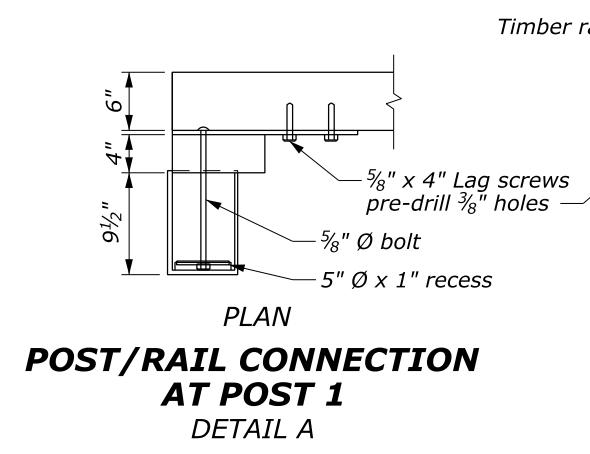 Timber
6"
4"
9½"
⅝" x 4" Lag screws
pre-drill ⅜" holes
⅝" Ø bolt
5" Ø x 1" recess
PLAN
POST/RAIL CONNECTION
AT POST 1
DETAIL A